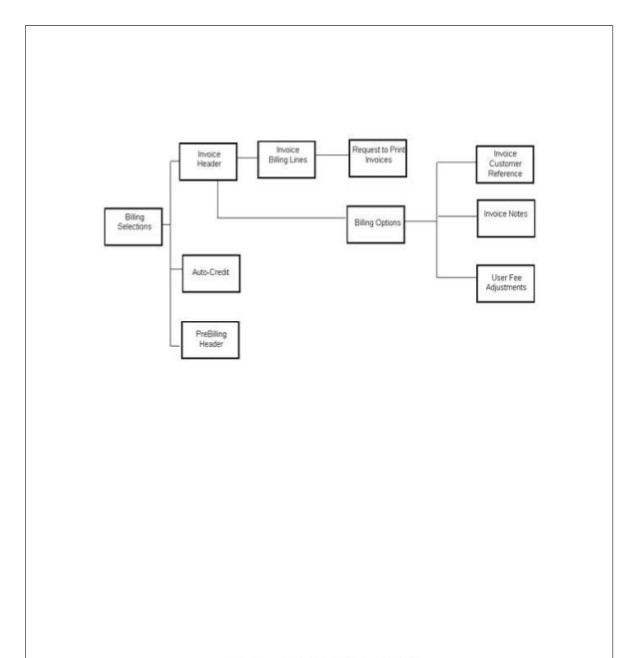 Invoice
Header
Invoice
Billing Lines
Request to Print
Invoices
Invoice
Customer
Reference
Billing
Selections
Billing Options
Invoice Notes
Auto-Credit
User Fee
Adjustments
PreBilling
Header